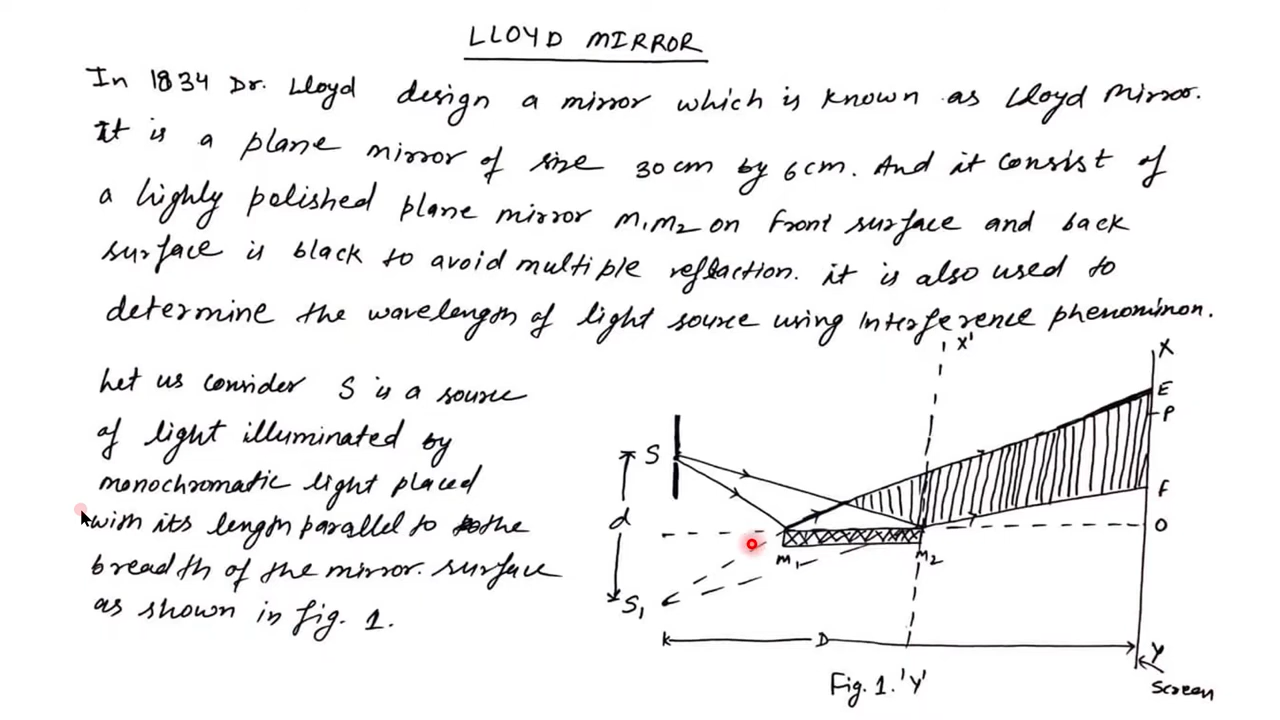 LLOYD MIRROR
In 1834 Dr. Lloyd design a mirror which is known as Lloyd Mirror.
It is a plane mirror of size 30 cm by 6 cm. And it consist of
a highly polished plane mirror M1M2 on front surface and back
surface is black to avoid multiple reflaction. it is also used to
determine the wavelength of light source using Interference phenominon.
Let us consider S is a source
of light illuminated by
monochromatic light placed
with its length parallel to the
breadth of the mirror. surface
as shown in fig. 1.
X'
X
E
P
S
F
d
O
M1
M2
S1
D
Y
Fig. 1. 'Y'
Screen